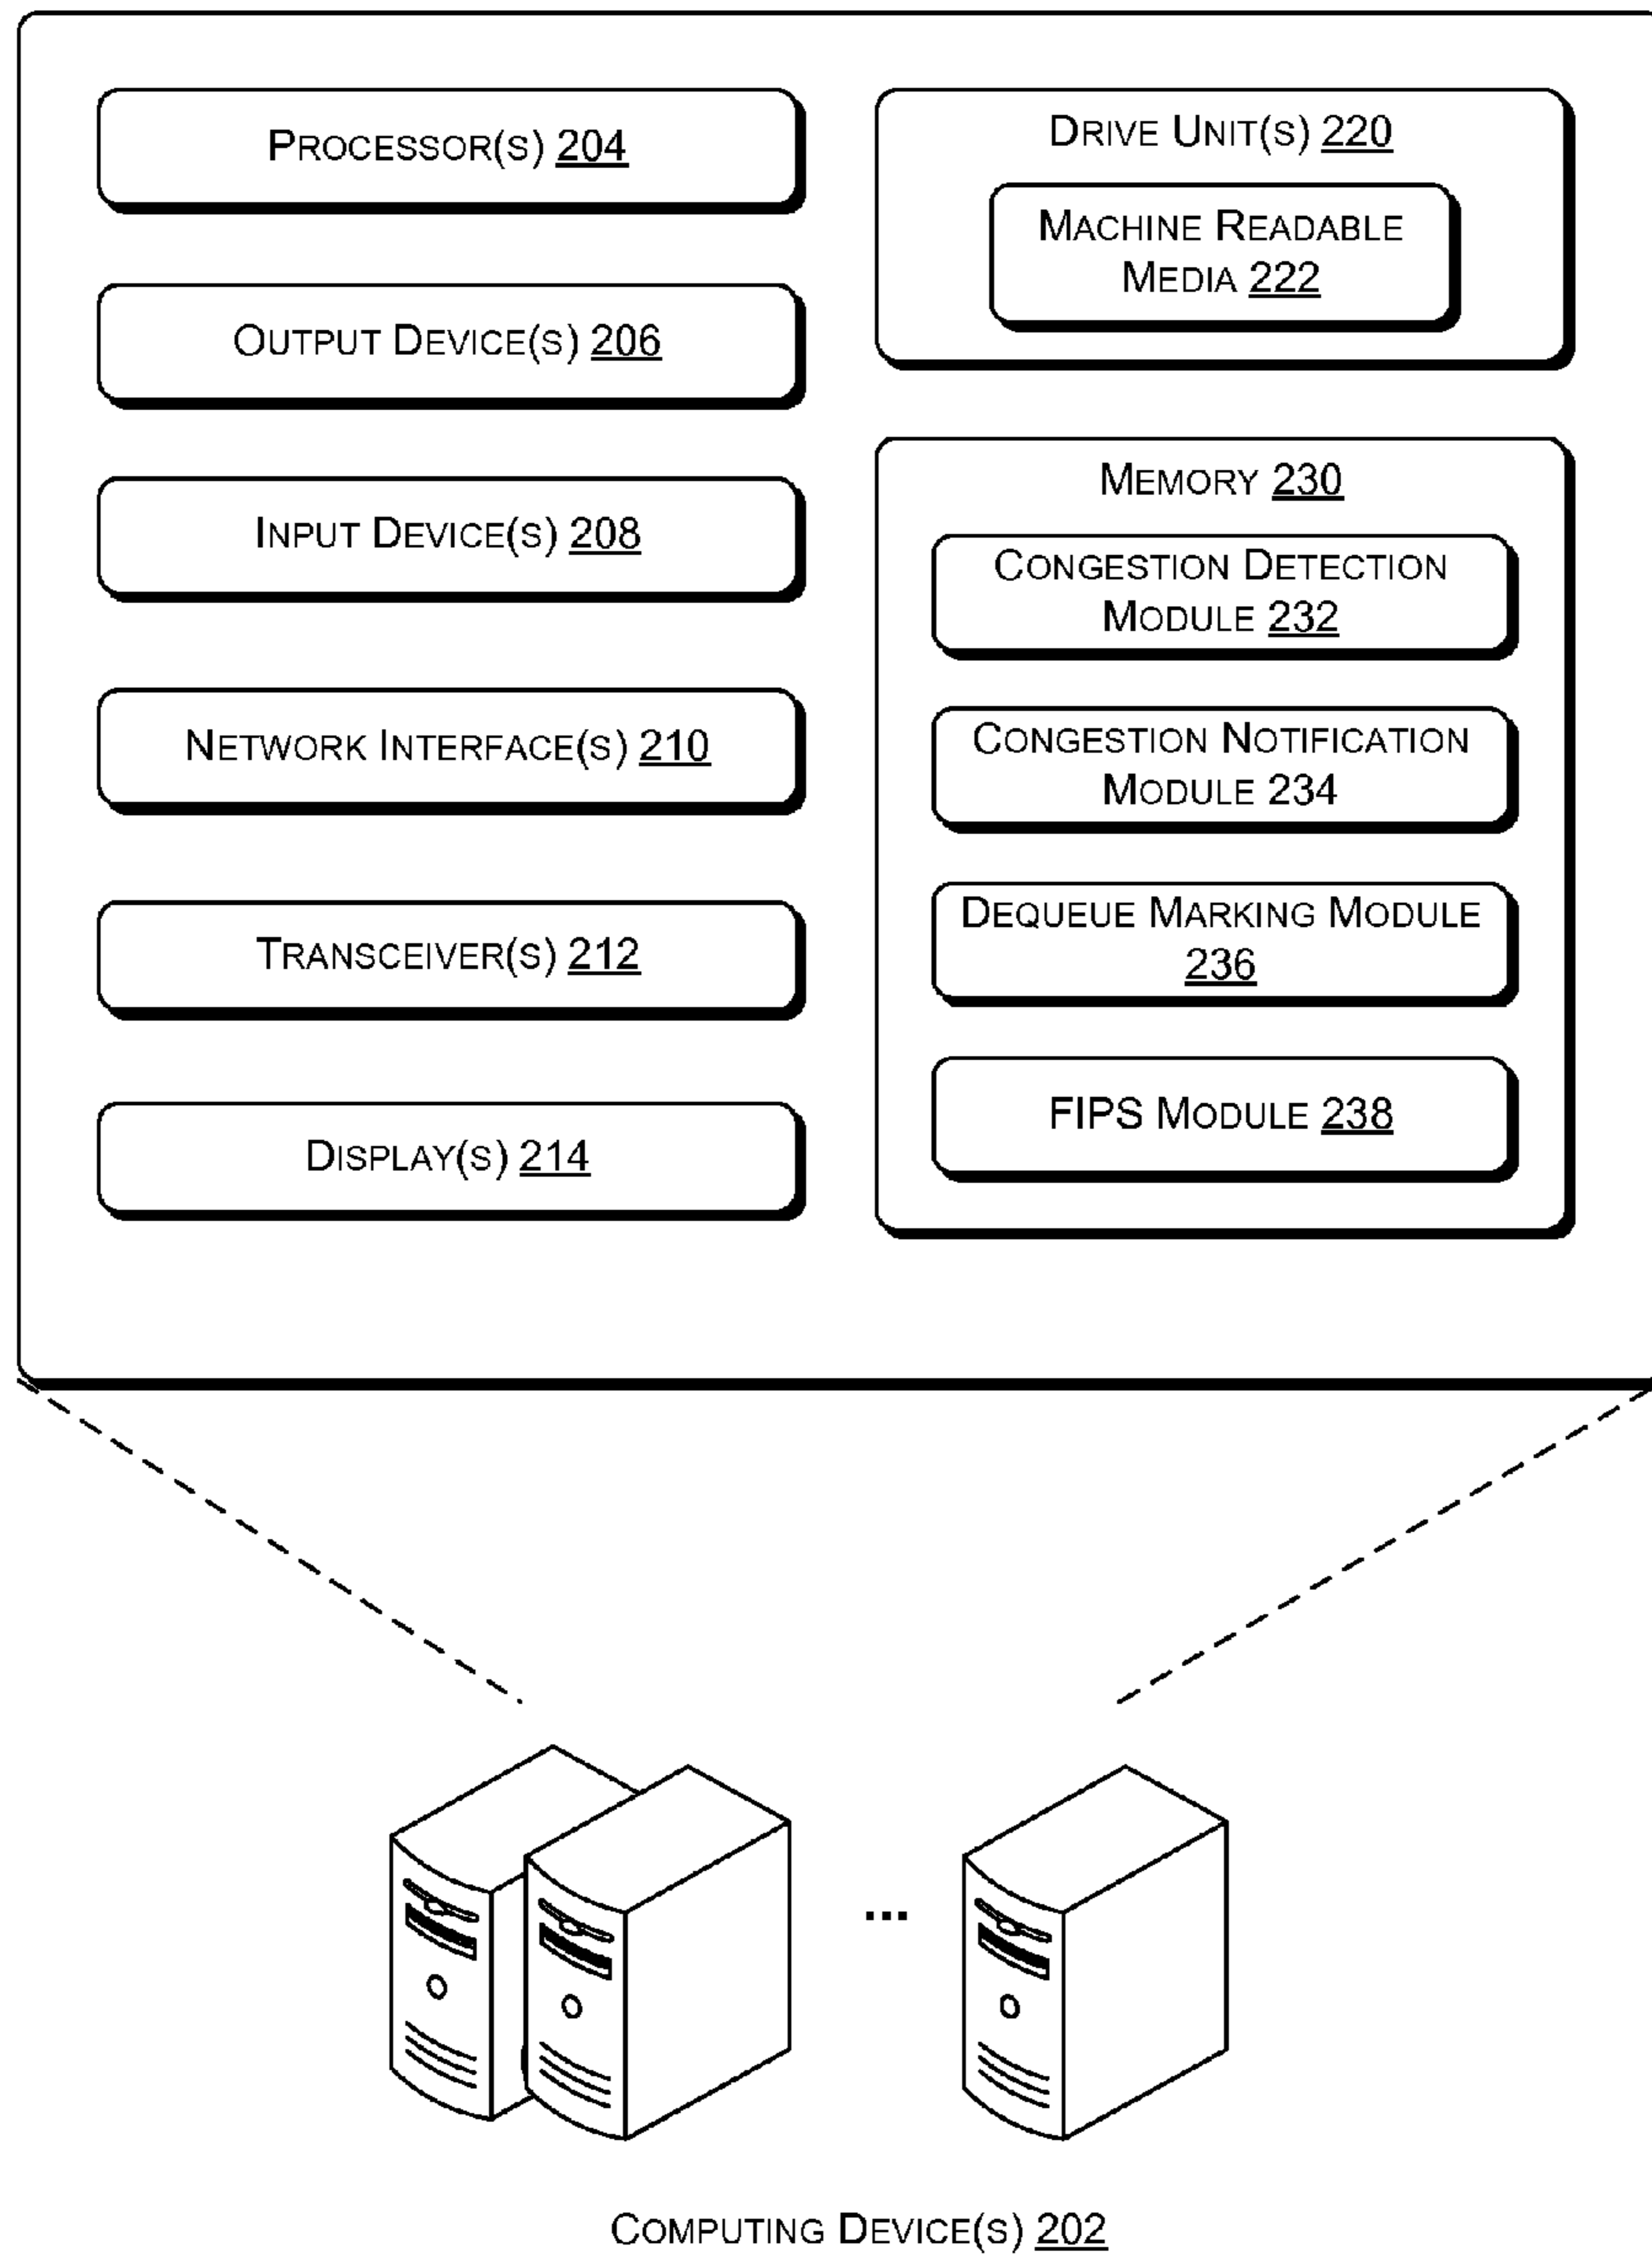 PROCESSOR(S) 204
OUTPUT DEVICE(S) 206
INPUT DEVICE(S) 208
NETWORK INTERFACE(S) 210
TRANSCEIVER(S) 212
DISPLAY(S) 214
DRIVE UNIT(S) 220
MACHINE READABLE
MEDIA 222
MEMORY 230
CONGESTION DETECTION
MODULE 232
CONGESTION NOTIFICATION
MODULE 234
DEQUEUE MARKING MODULE
236
FIPS MODULE 238
...
COMPUTING DEVICE(S) 202